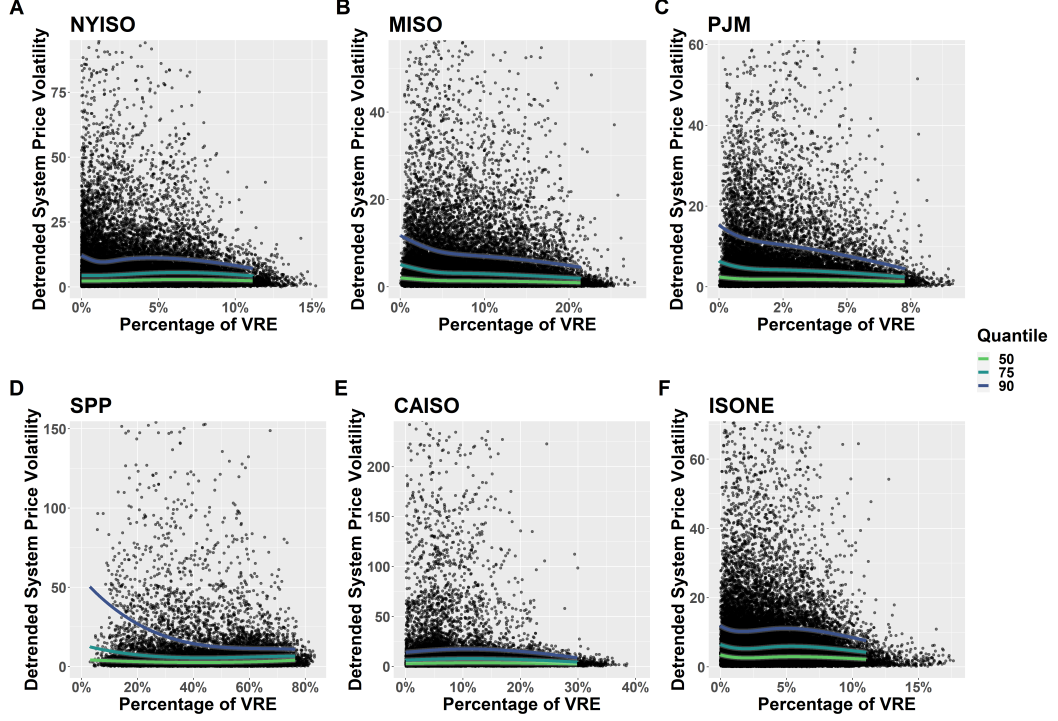 A
NYISO
Detrended System Price Volatility
75
50
25
0
0%
5%
10%
15%
Percentage of VRE
B
MISO
Detrended System Price Volatility
40
20
0
0%
10%
20%
Percentage of VRE
C
PJM
Detrended System Price Volatility
60
40
20
0
0%
2%
5%
8%
Percentage of VRE
Quantile
50
75
90
D
SPP
Detrended System Price Volatility
150
100
50
0
0%
20%
40%
60%
80%
Percentage of VRE
E
CAISO
Detrended System Price Volatility
200
150
100
50
0
0%
10%
20%
30%
40%
Percentage of VRE
F
ISONE
Detrended System Price Volatility
60
40
20
0
0%
5%
10%
15%
Percentage of VRE